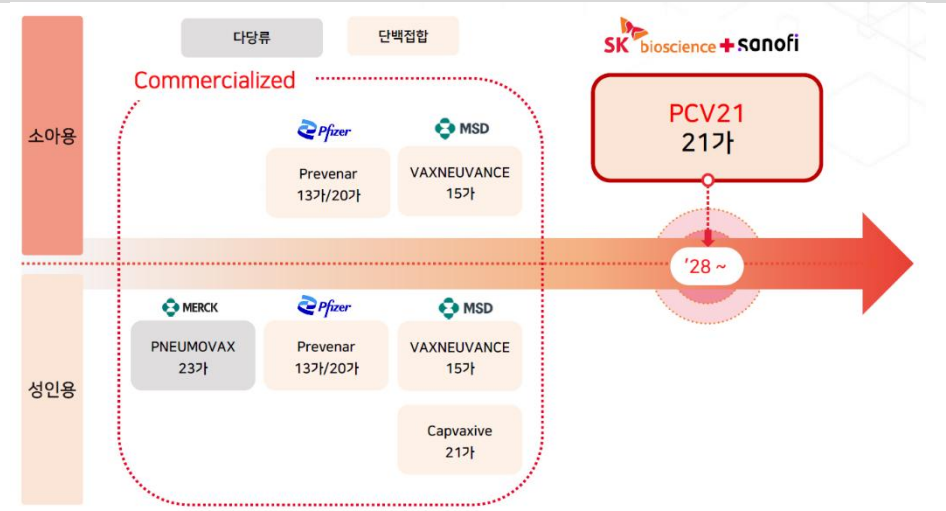 다당류
단백접합
SK bioscience + sanofi
Commercialized
PCV21
21가
소아용
Pfizer
MSD
Prevenar
13가/20가
VAXNEUVANCE
15가
'28 ~
MERCK
Pfizer
MSD
PNEUMOVAX
23가
Prevenar
13가/20가
VAXNEUVANCE
15가
성인용
Capvaxive
21가